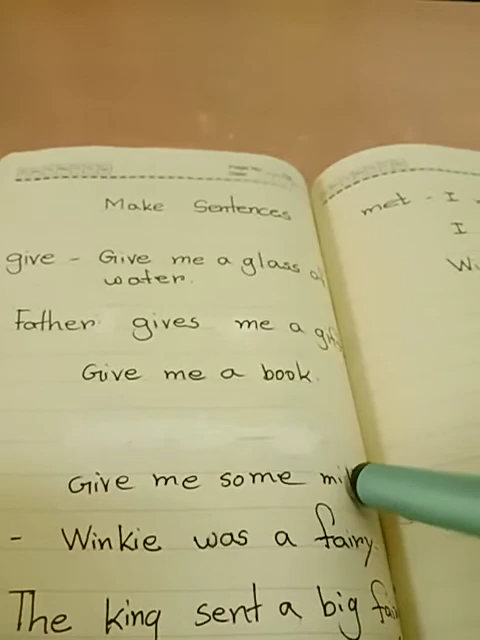 Make Sentences
give - Give me a glass of
water.
Father gives me a
Give me a book.
Give me some
- Winkie was a fairy.
The king sent a big
met - I
I